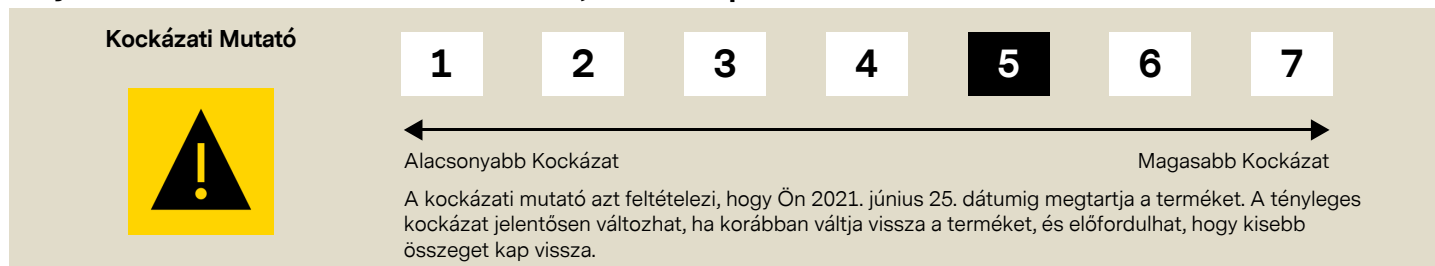 Kockázati Mutató
1 2 3 4 5 6 7
Alacsonyabb Kockázat Magasabb Kockázat
A kockázati mutató azt feltételezi, hogy Ön 2021. június 25. dátumig megtartja a terméket. A tényleges
kockázat jelentősen változhat, ha korábban váltja vissza a terméket, és előfordulhat, hogy kisebb
összeget kap vissza.